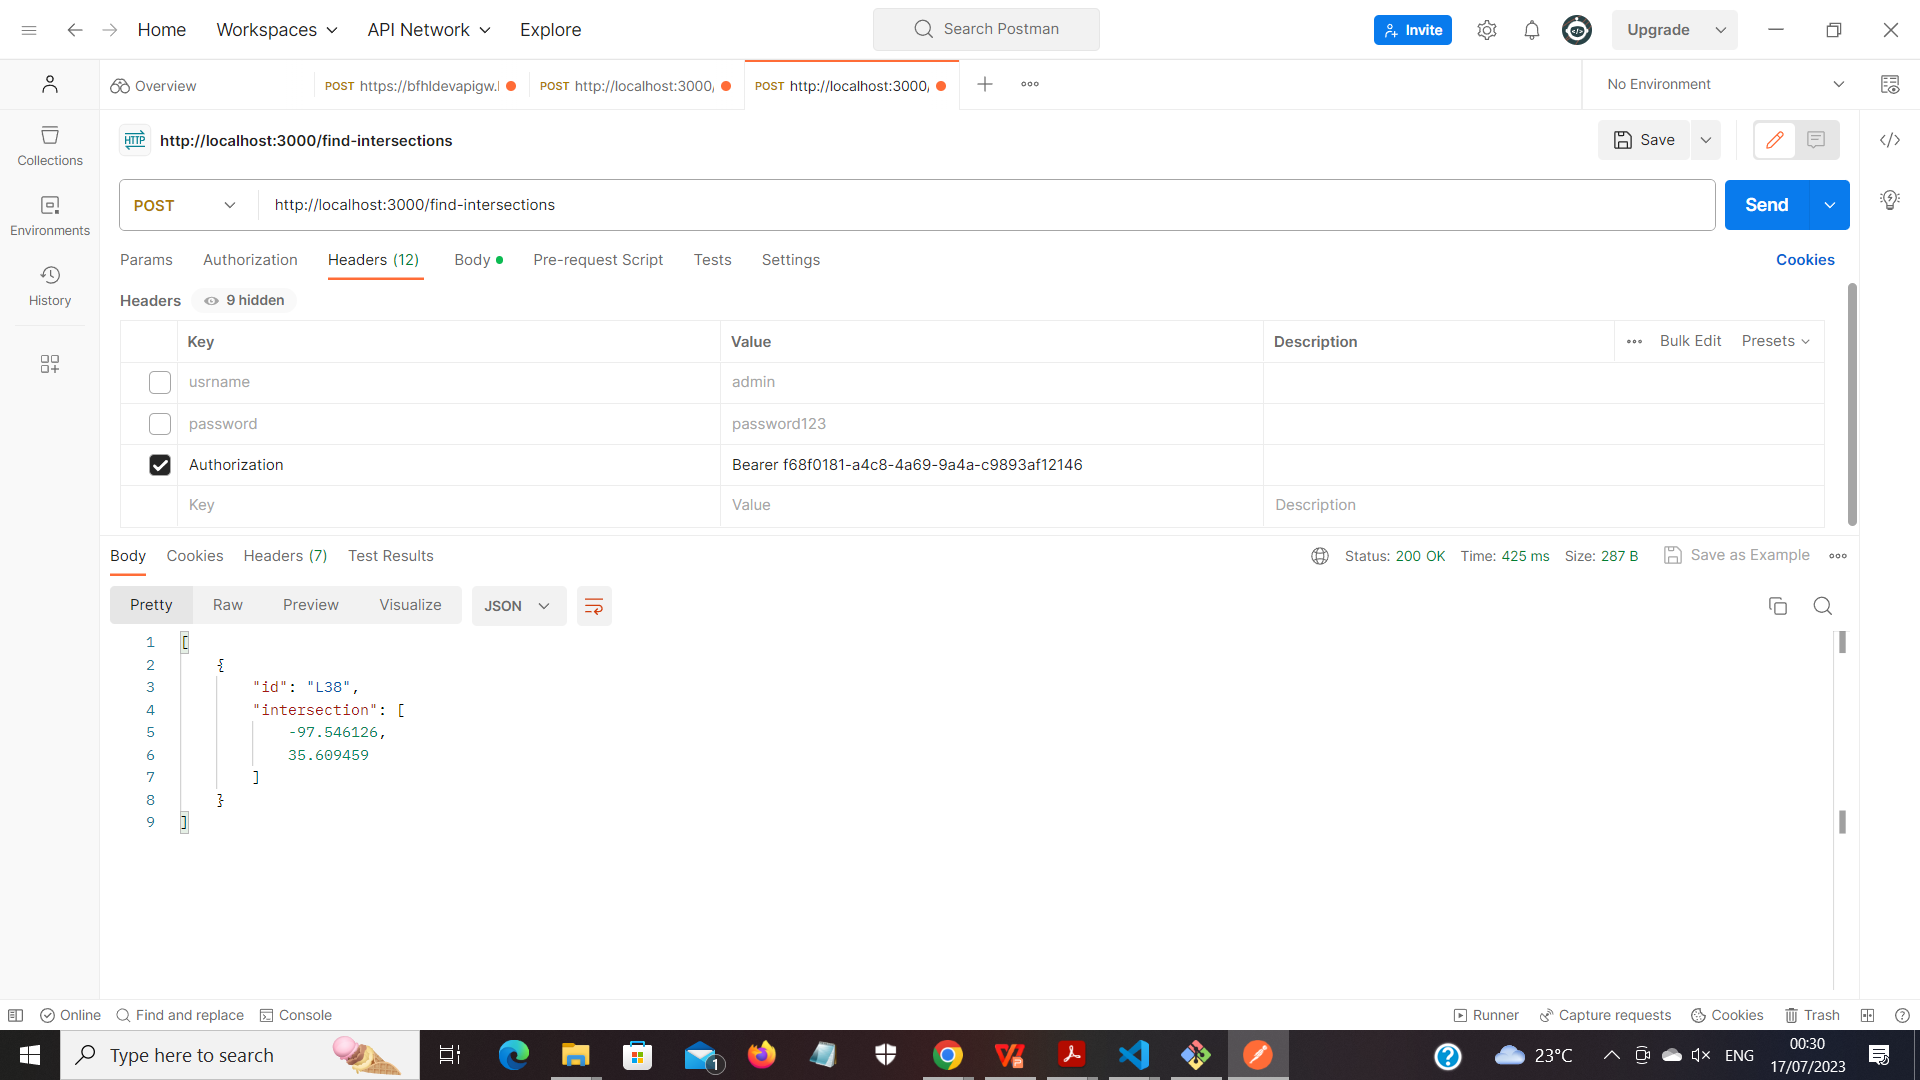 Home Workspaces API Network Explore Search Postman Invite Upgrade
Overview POST https://bfhldevapigw.l POST http://localhost:3000/ POST http://localhost:3000/ No Environment
HTTP http://localhost:3000/find-intersections Save
Collections
POST http://localhost:3000/find-intersections Send
Environments
Params Authorization Headers (12) Body Pre-request Script Tests Settings Cookies
History
Headers 9 hidden
Key Value Description Bulk Edit Presets
usrname admin
password password123
Authorization Bearer f68f0181-a4c8-4a69-9a4a-c9893af12146
Key Value Description
Body Cookies Headers (7) Test Results Status: 200 OK Time: 425 ms Size: 287 B Save as Example
Pretty Raw Preview Visualize JSON
1 [
2 {
3 "id": "L38",
4 "intersection": [
5 -97.546126,
6 35.609459
7 ]
8 }
9 ]
Online Find and replace Console Runner Capture requests Cookies Trash
Type here to search 1 23°C ENG 00:30
17/07/2023